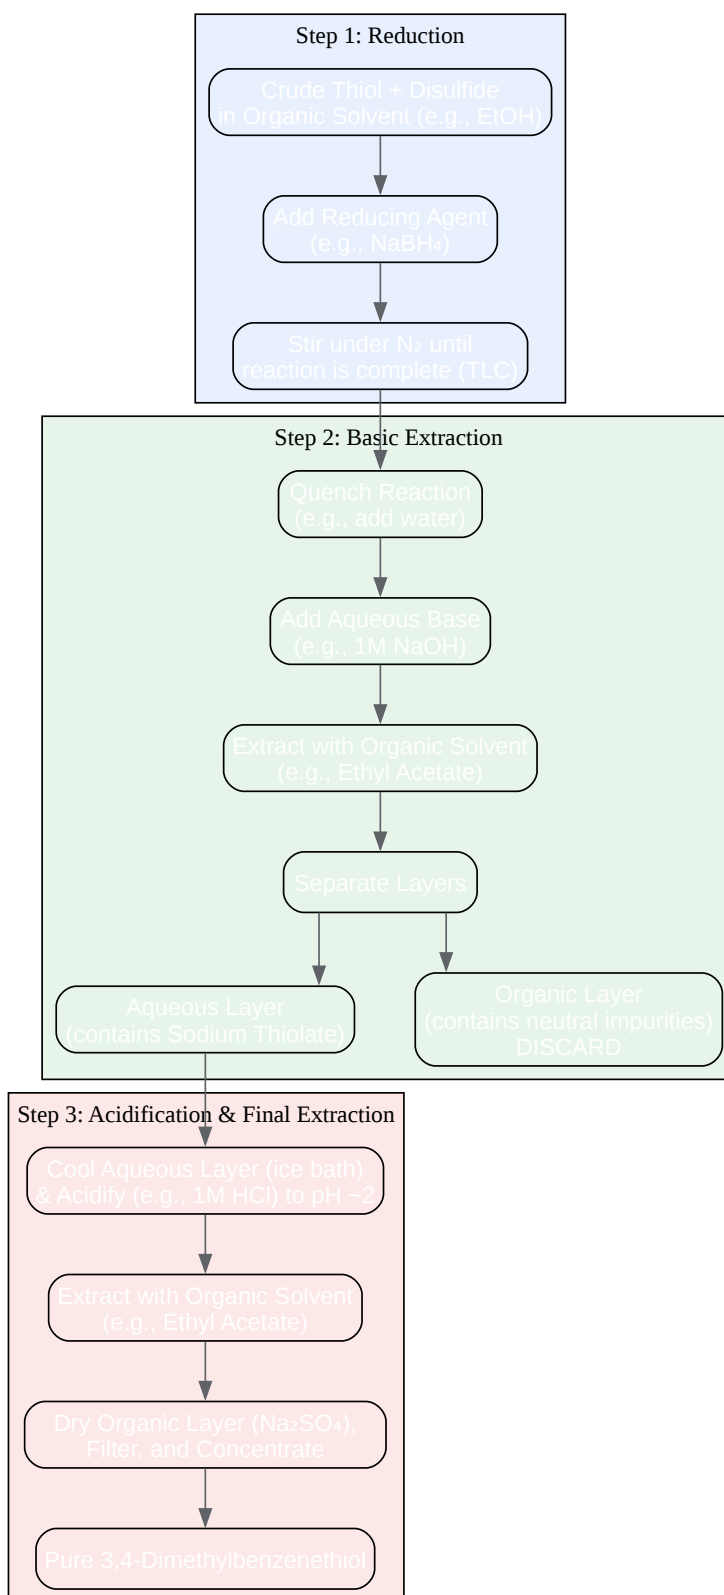 Step 1: Reduction
Crude Thiol + Disulfide
in Organic Solvent (e.g., EtOH)
Add Reducing Agent
(e.g., NaBH₄)
Stir under N₂ until
reaction is complete (TLC)
Step 2: Basic Extraction
Quench Reaction
(e.g., add water)
Add Aqueous Base
(e.g., 1M NaOH)
Extract with Organic Solvent
(e.g., Ethyl Acetate)
Separate Layers
Aqueous Layer
(contains Sodium Thiolate)
Organic Layer
(contains neutral impurities)
DISCARD
Step 3: Acidification & Final Extraction
Cool Aqueous Layer (ice bath)
& Acidify (e.g., 1M HCl) to pH ~2
Extract with Organic Solvent
(e.g., Ethyl Acetate)
Dry Organic Layer (Na₂SO₄),
Filter, and Concentrate
Pure 3,4-Dimethylbenzenethiol